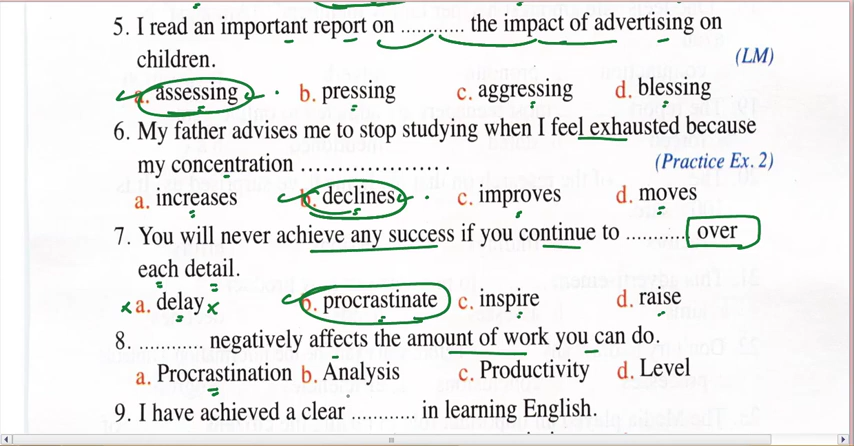 5. I read an important report on ............ the impact of advertising on
children. (LM)
a. assessing b. pressing c. aggressing d. blessing
6. My father advises me to stop studying when I feel exhausted because
my concentration ..................... . (Practice Ex. 2)
a. increases b. declines c. improves d. moves
7. You will never achieve any success if you continue to ............ over
each detail.
a. delay b. procrastinate c. inspire d. raise
8. ............ negatively affects the amount of work you can do.
a. Procrastination b. Analysis c. Productivity d. Level
9. I have achieved a clear ............ in learning English.